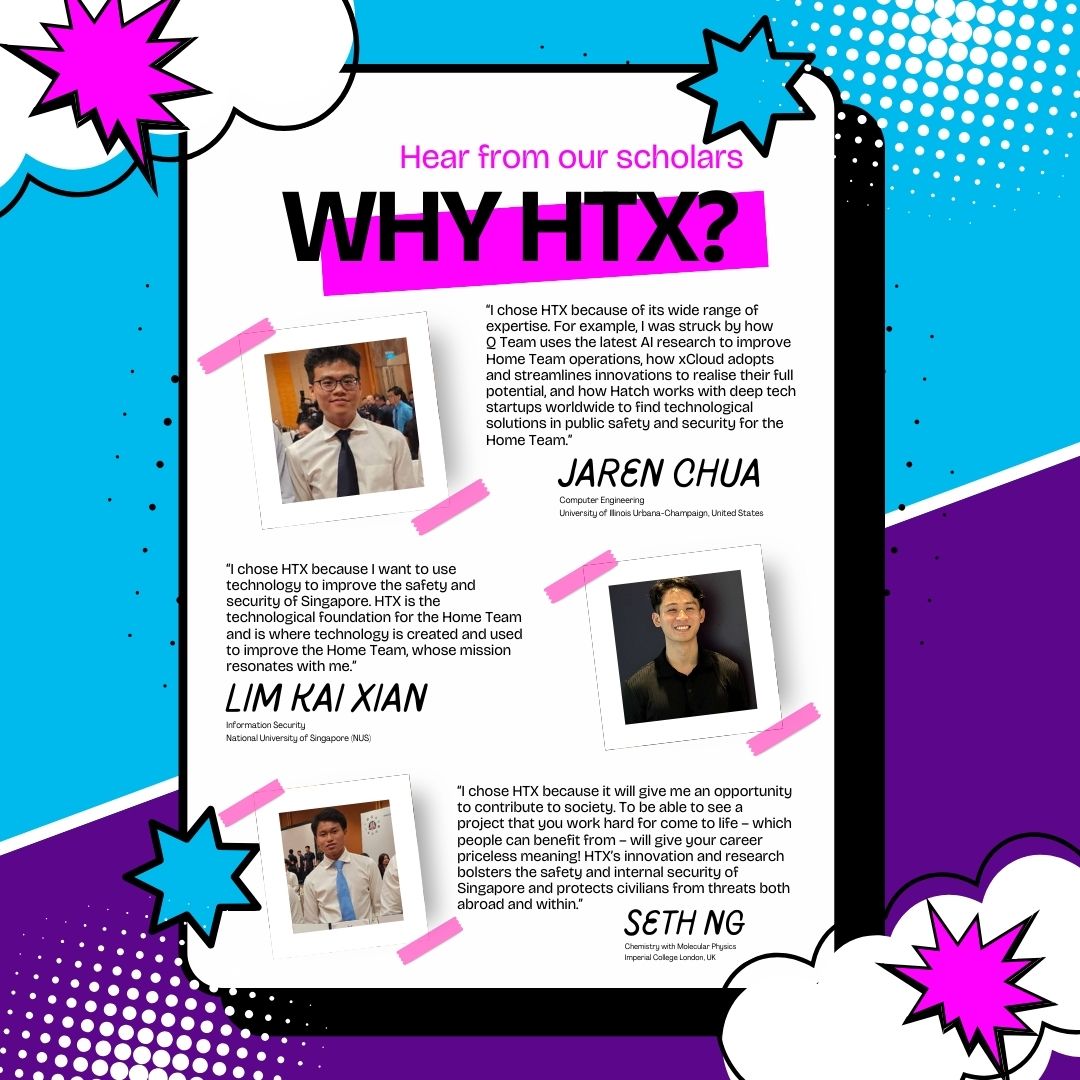 Hear from our scholars
WHY HTX?
“I chose HTX because of its wide range of
expertise. For example, I was struck by how
Q Team uses the latest AI research to improve
Home Team operations, how xCloud adopts
and streamlines innovations to realise their full
potential, and how Hatch works with deep tech
startups worldwide to find technological
solutions in public safety and security for the
Home Team.”
JAREN CHUA
Computer Engineering
University of Illinois Urbana-Champaign, United States
“I chose HTX because I want to use
technology to improve the safety and
security of Singapore. HTX is the
technological foundation for the Home Team
and is where technology is created and used
to improve the Home Team, whose mission
resonates with me.”
LIM KAI XIAN
Information Security
National University of Singapore (NUS)
“I chose HTX because it will give me an opportunity
to contribute to society. To be able to see a
project that you work hard for come to life – which
people can benefit from – will give your career
priceless meaning! HTX’s innovation and research
bolsters the safety and internal security of
Singapore and protects civilians from threats both
abroad and within.”
SETH NG
Chemistry with Molecular Physics
Imperial College London, UK